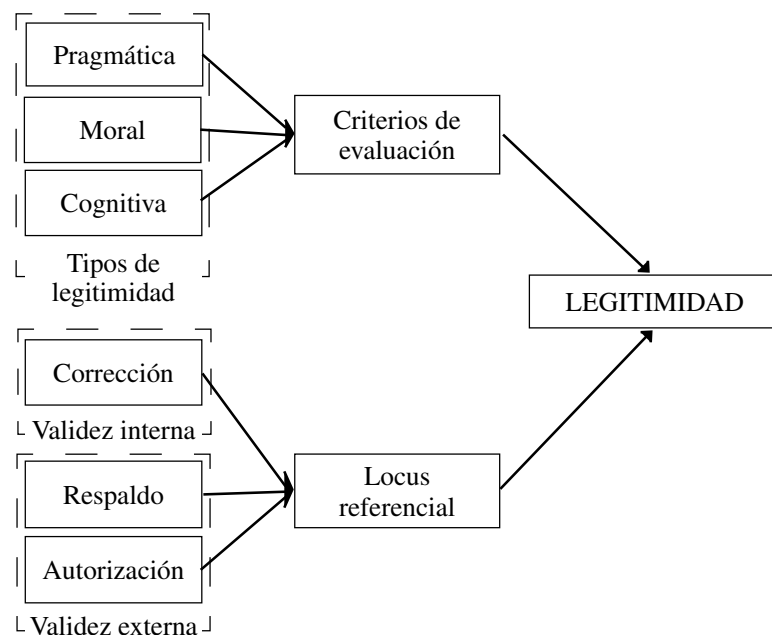 Pragmática
Moral
Cognitiva
Tipos de
legitimidad
Criterios de
evaluación
LEGITIMIDAD
Corrección
Validez interna
Respaldo
Autorización
Validez externa
Locus
referencial